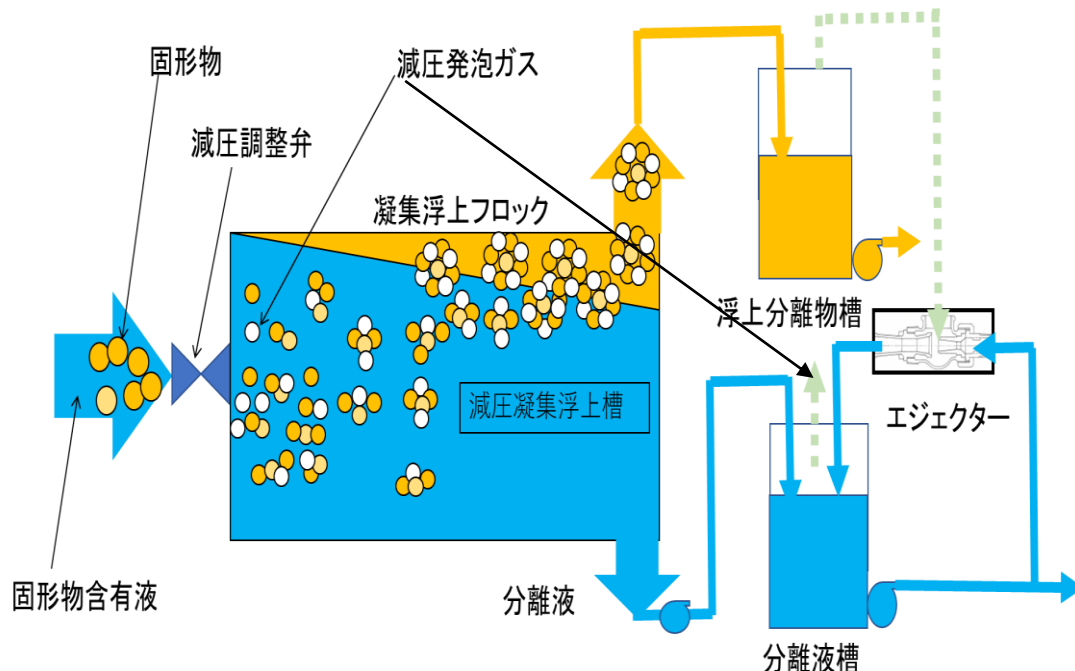 固形物
減圧発泡ガス
減圧調整弁
凝集浮上フロック
浮上分離物槽
減圧凝集浮上槽
エジェクター
固形物含有液
分離液
分離液槽